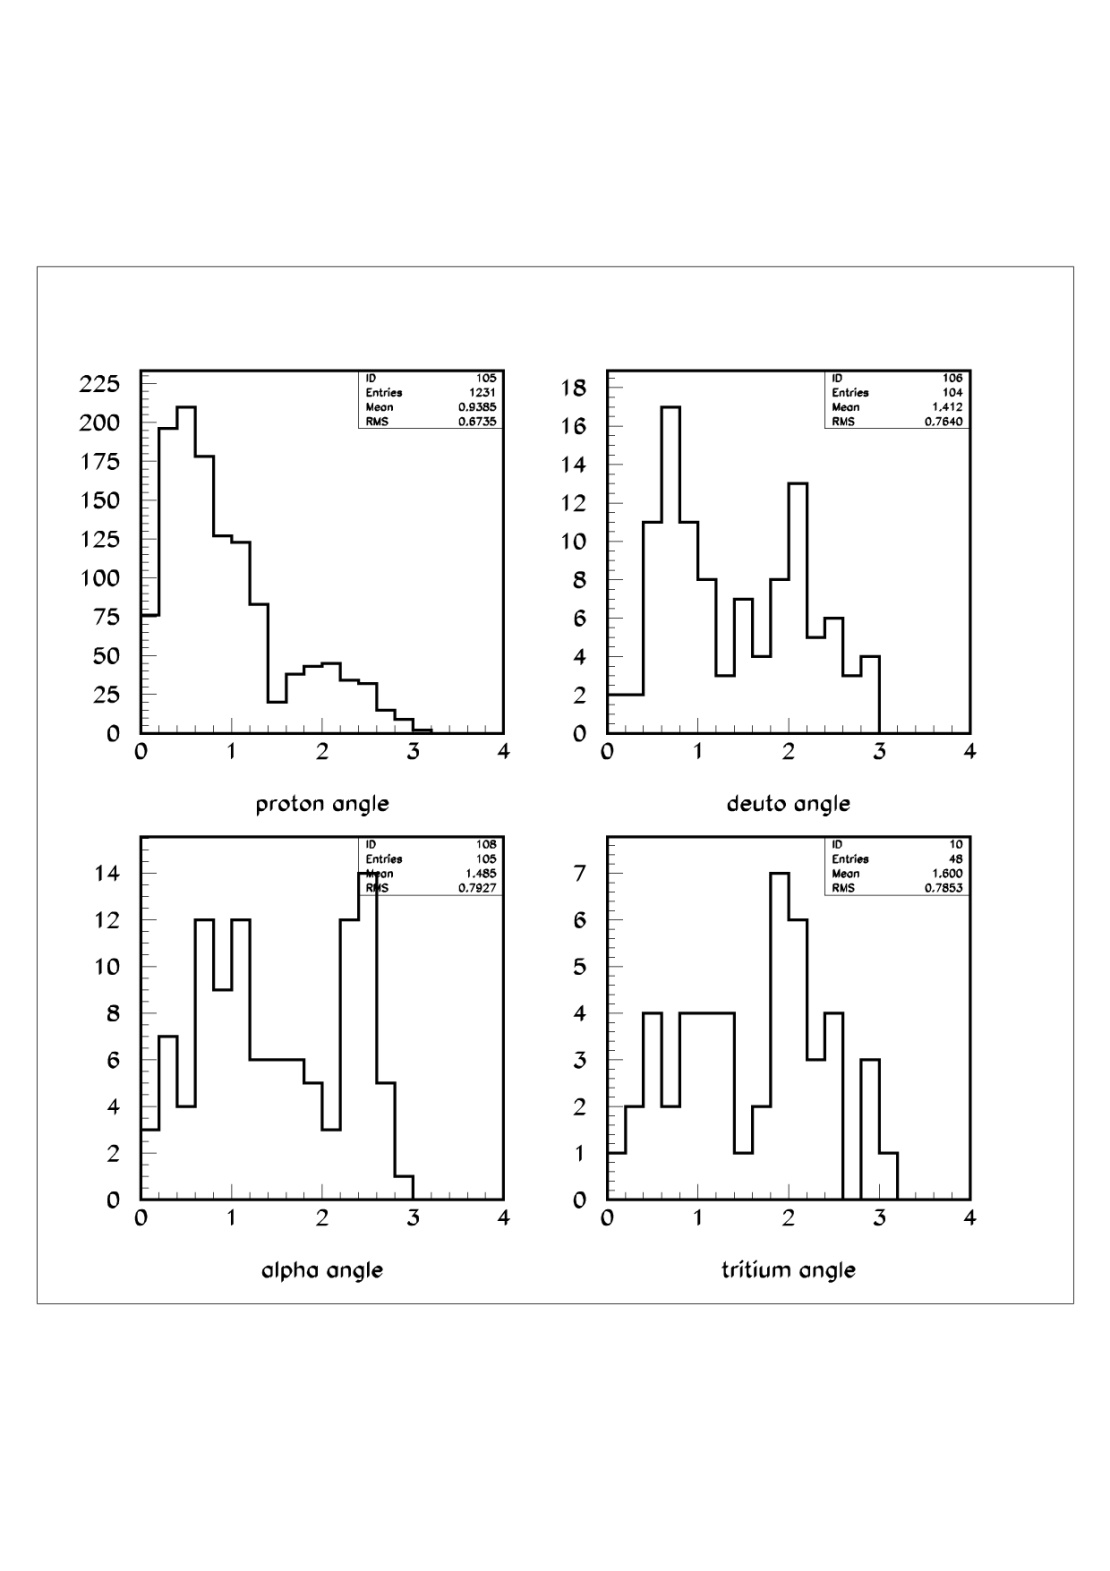 225
200
175
150
125
100
75
50
25
0
0 1 2 3 4
ID 105
Entries 1231
Mean 0.9385
RMS 0.6735
proton angle
18
16
14
12
10
8
6
4
2
0
0 1 2 3 4
ID 106
Entries 104
Mean 1.412
RMS 0.7640
deuto angle
14
12
10
8
6
4
2
0
0 1 2 3 4
ID 108
Entries 105
Mean 1.485
RMS 0.7927
alpha angle
7
6
5
4
3
2
1
0
0 1 2 3 4
ID 10
Entries 48
Mean 1.600
RMS 0.7853
tritium angle